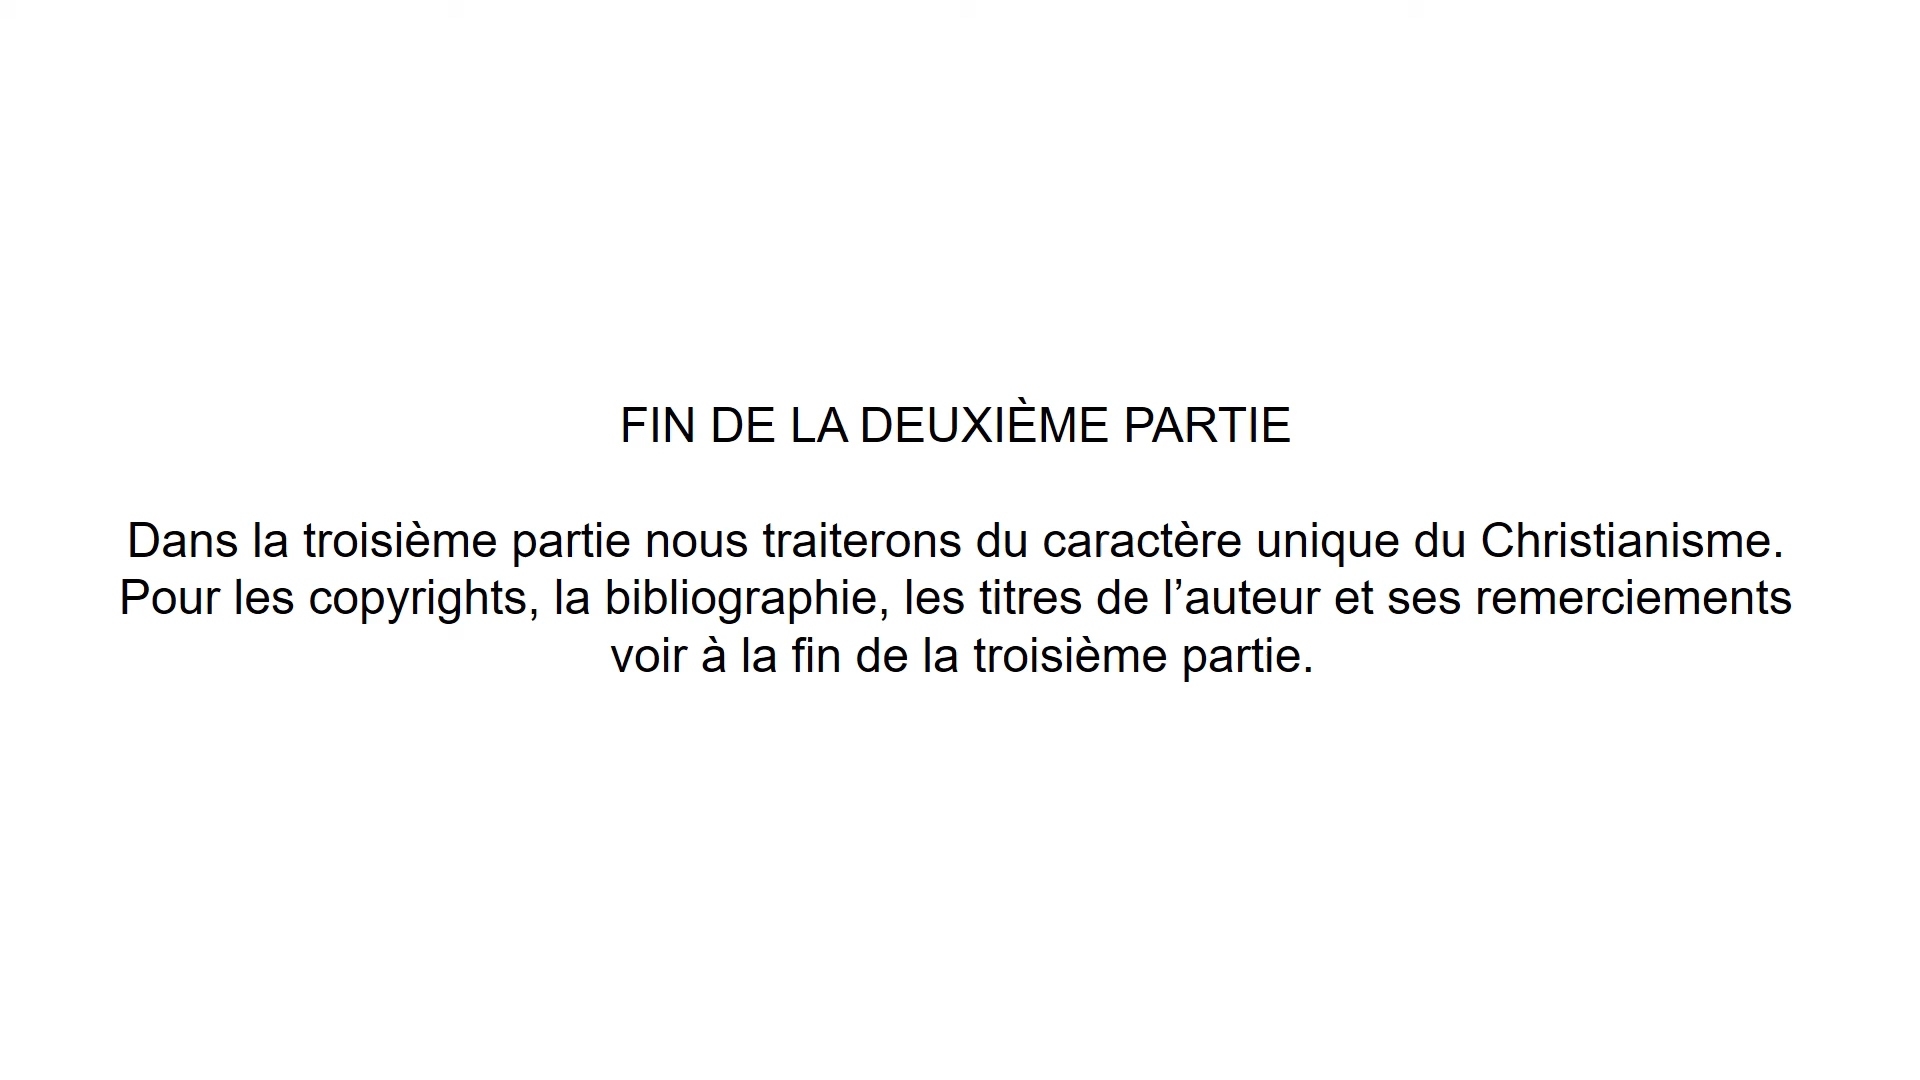 FIN DE LA DEUXIÈME PARTIE
Dans la troisième partie nous traiterons du caractère unique du Christianisme.
Pour les copyrights, la bibliographie, les titres de l’auteur et ses remerciements
voir à la fin de la troisième partie.